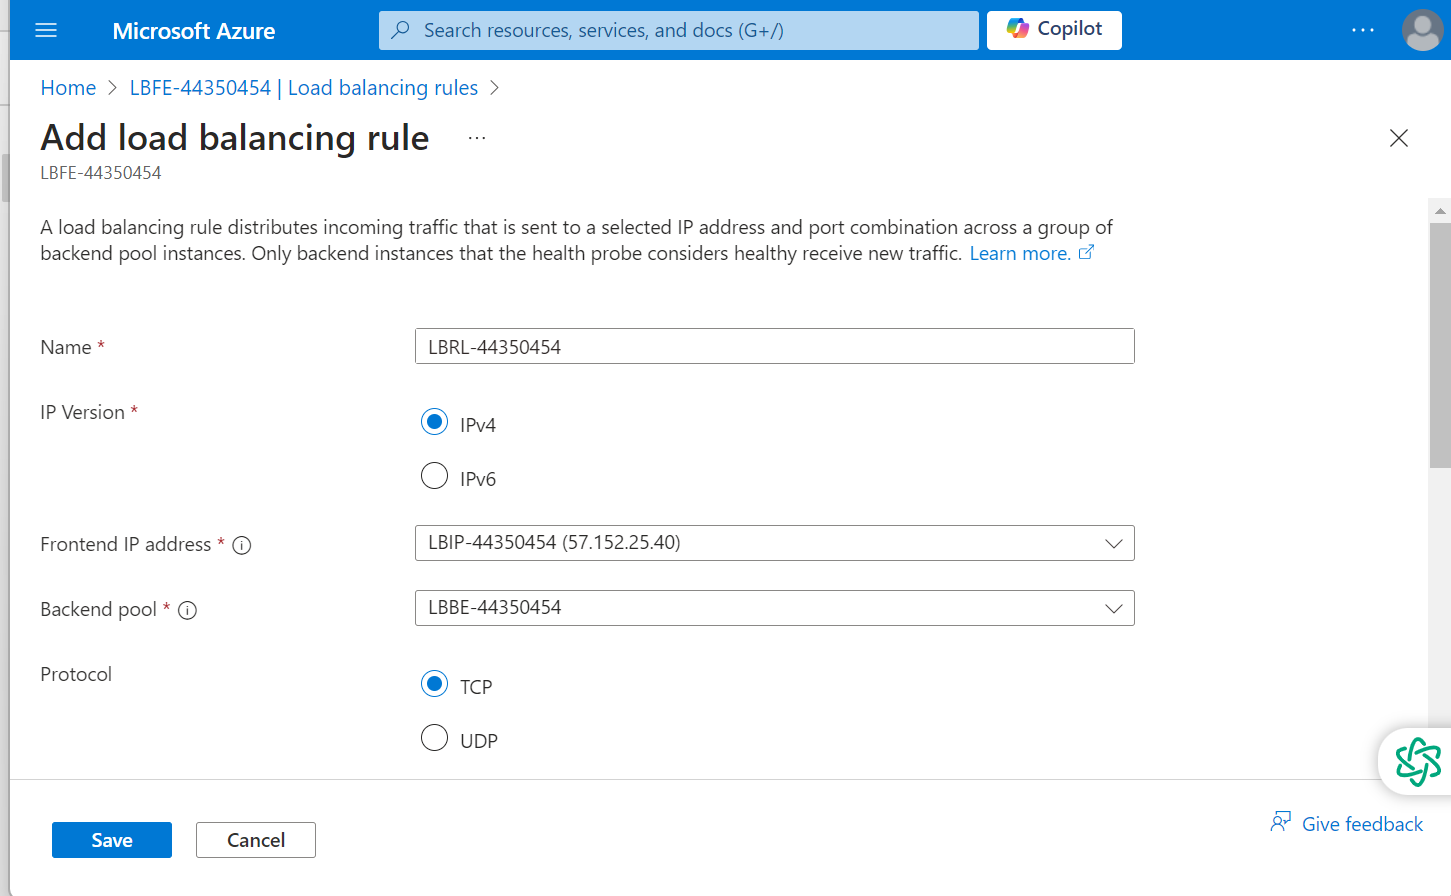 Microsoft Azure
Search resources, services, and docs (G+/)
Copilot
...
Home > LBFE-44350454 | Load balancing rules >
Add load balancing rule ...
LBFE-44350454
A load balancing rule distributes incoming traffic that is sent to a selected IP address and port combination across a group of
backend pool instances. Only backend instances that the health probe considers healthy receive new traffic. Learn more.
Name *
LBRL-44350454
IP Version *
IPv4
IPv6
Frontend IP address *
LBIP-44350454 (57.152.25.40)
Backend pool *
LBBE-44350454
Protocol
TCP
UDP
Save
Cancel
Give feedback